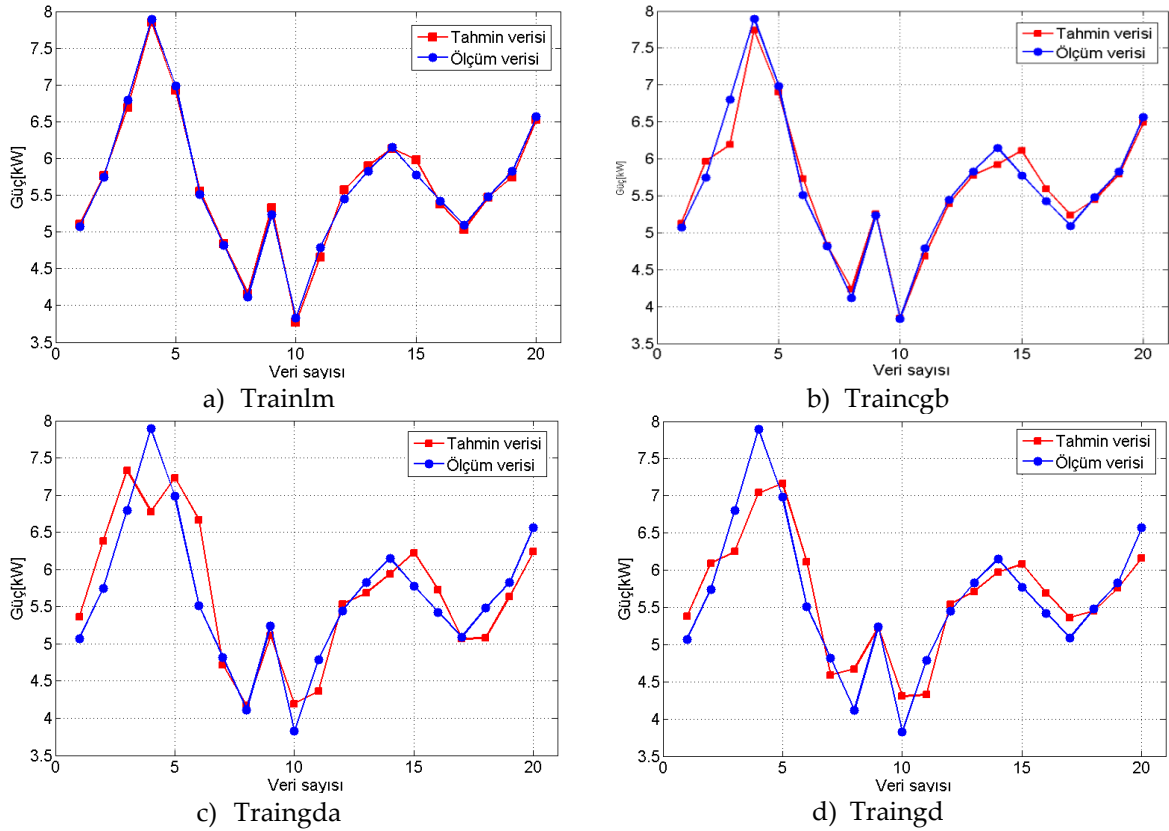 8
7.5
7
6.5
6
5.5
5
4.5
4
3.5
Güç[kW]
Tahmin verisi
Ölçüm verisi
0 5 10 15 20
Veri sayısı
a) Trainlm
8
7.5
7
6.5
6
5.5
5
4.5
4
3.5
Güç[kW]
Tahmin verisi
Ölçüm verisi
0 5 10 15 20
Veri sayısı
b) Traincgb
8
7.5
7
6.5
6
5.5
5
4.5
4
3.5
Güç[kW]
Tahmin verisi
Ölçüm verisi
0 5 10 15 20
Veri sayısı
c) Traingda
8
7.5
7
6.5
6
5.5
5
4.5
4
3.5
Güç[kW]
Tahmin verisi
Ölçüm verisi
0 5 10 15 20
Veri sayısı
d) Traingd